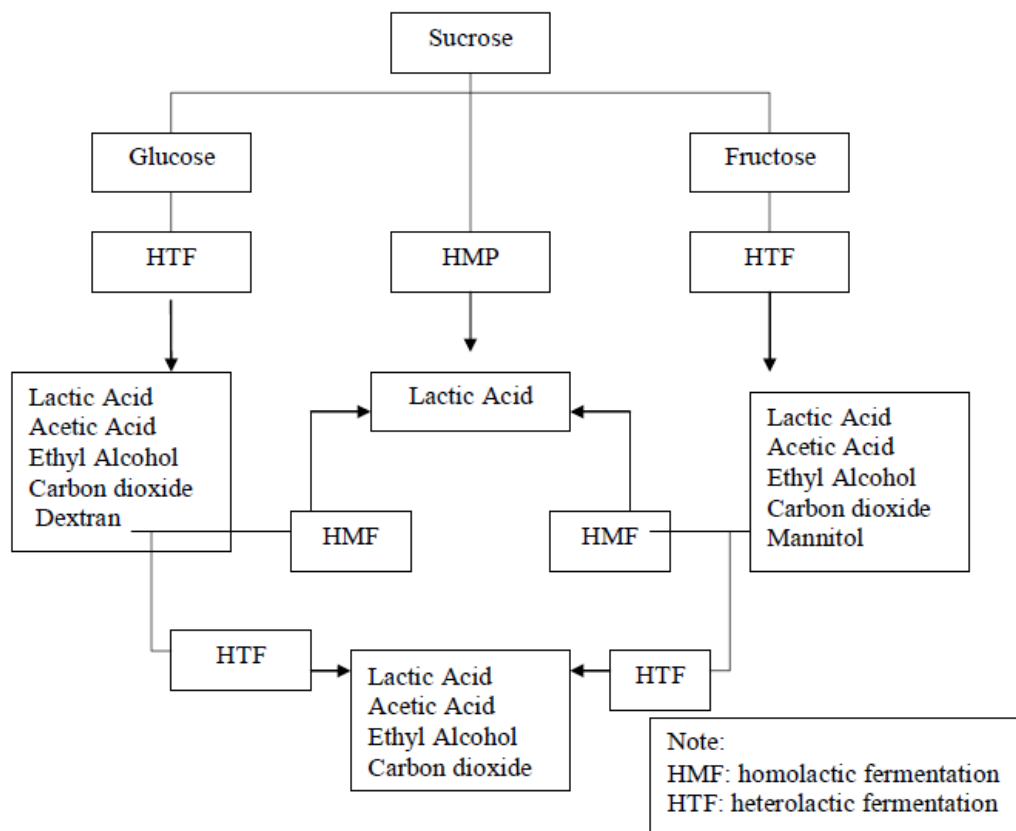 Sucrose
Glucose
Fructose
HTF
HMP
HTF
Lactic Acid
Acetic Acid
Ethyl Alcohol
Carbon dioxide
Dextran
Lactic Acid
Lactic Acid
Acetic Acid
Ethyl Alcohol
Carbon dioxide
Mannitol
HMF
HMF
HTF
Lactic Acid
Acetic Acid
Ethyl Alcohol
Carbon dioxide
HTF
Note:
HMF: homolactic fermentation
HTF: heterolactic fermentation